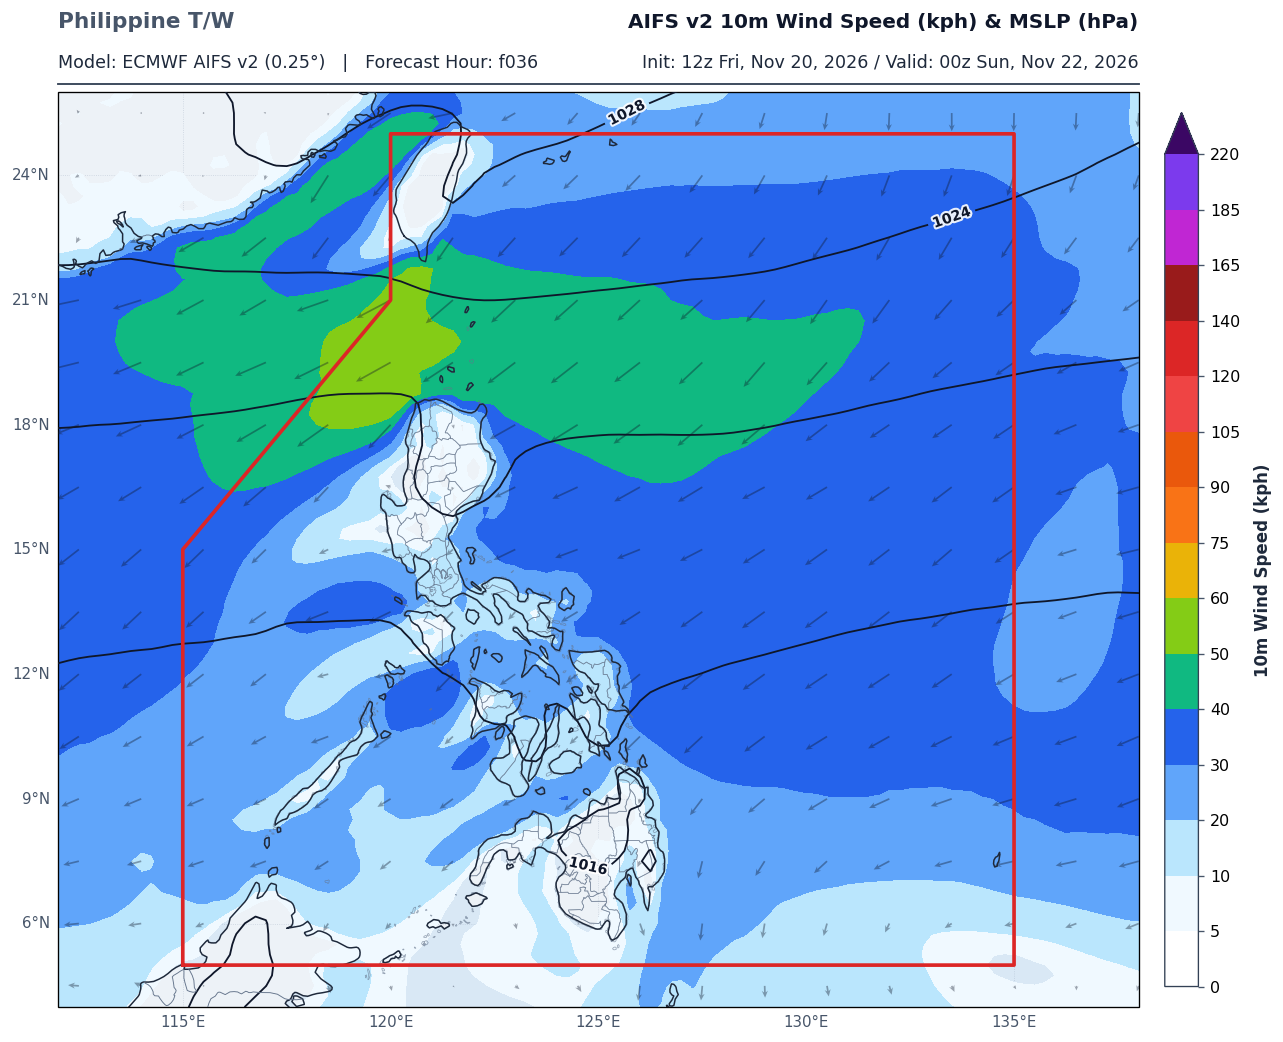 Philippine T/W
AIFS v2 10m Wind Speed (kph) & MSLP (hPa)
Model: ECMWF AIFS v2 (0.25°) | Forecast Hour: f036
Init: 12z Fri, Nov 20, 2026 / Valid: 00z Sun, Nov 22, 2026
1028
1024
1016
24°N
21°N
18°N
15°N
12°N
9°N
6°N
115°E
120°E
125°E
130°E
135°E
220
185
165
140
120
105
90
75
60
50
40
30
20
10
5
0
10m Wind Speed (kph)